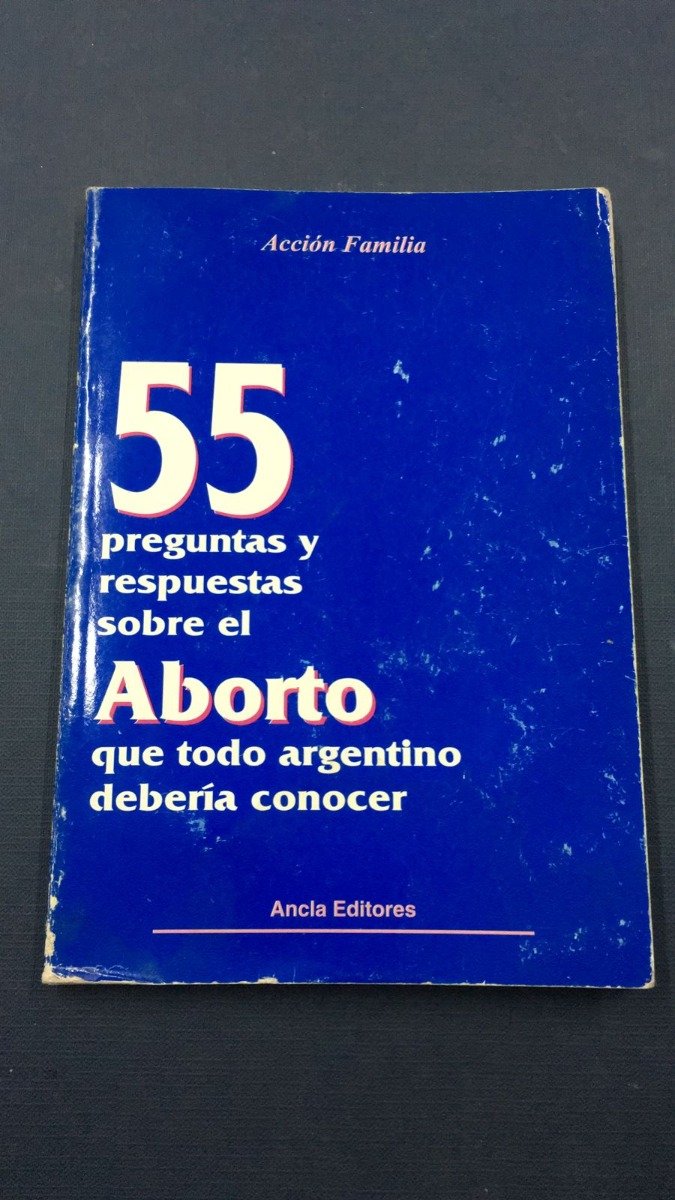 Acción Familia
55
preguntas y
respuestas
sobre el
Aborto
que todo argentino
debería conocer
Ancla Editores